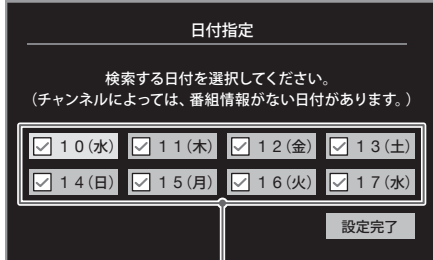 日付指定
検索する日付を選択してください。
（チャンネルによっては、番組情報がない日付があります。）
10(水) 11(木) 12(金) 13(土)
14(日) 15(月) 16(火) 17(水)
設定完了